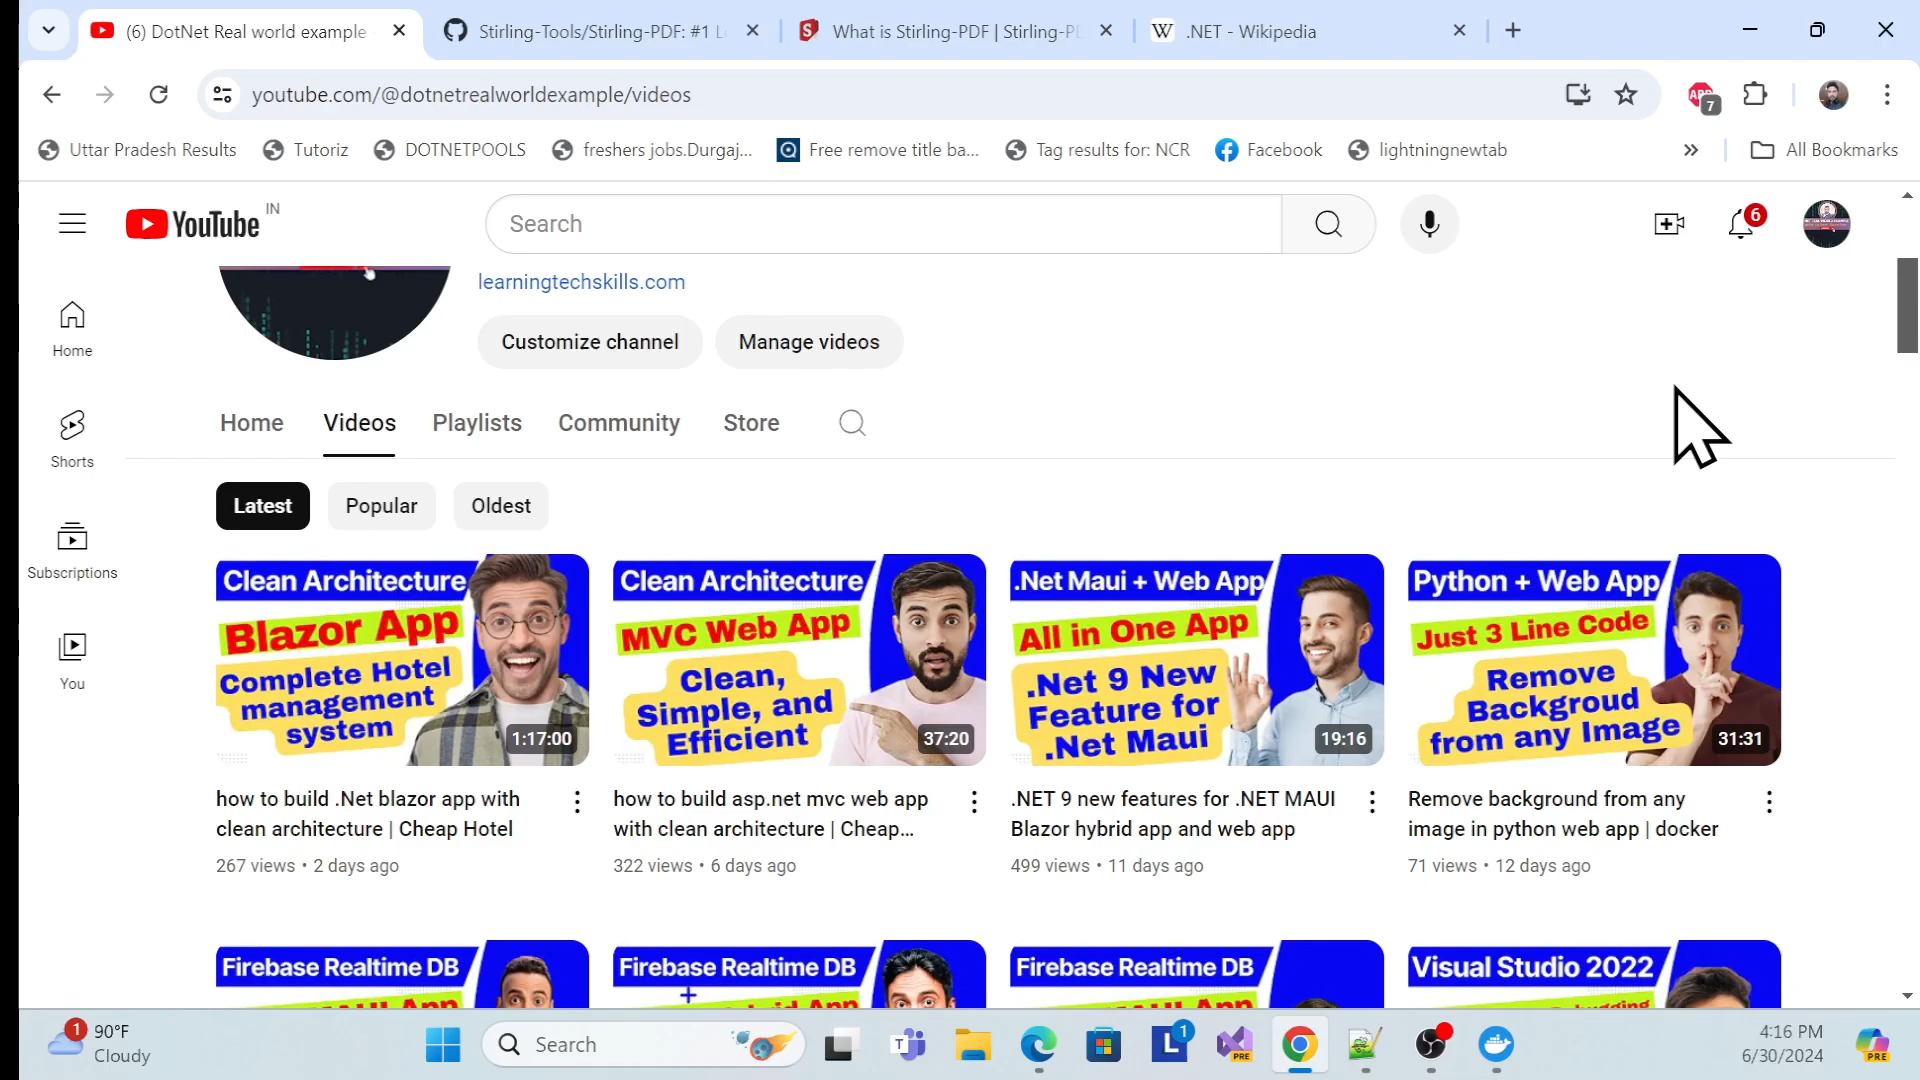 (6) DotNet Real world example
Stirling-Tools/Stirling-PDF: #1 L
What is Stirling-PDF | Stirling-P
.NET - Wikipedia
youtube.com/@dotnetrealworldexample/videos
7
Uttar Pradesh Results
Tutoriz
DOTNETPOOLS
freshers jobs.Durgaj...
Free remove title ba...
Tag results for: NCR
Facebook
lightningnewtab
All Bookmarks
YouTube IN
Search
6
learningtechskills.com
Customize channel
Manage videos
Home
Shorts
Subscriptions
You
Home
Videos
Playlists
Community
Store
Latest
Popular
Oldest
Clean Architecture
Blazor App
Complete Hotel
management
system
1:17:00
Clean Architecture
MVC Web App
Clean,
Simple, and
Efficient
37:20
.Net Maui + Web App
All in One App
.Net 9 New
Feature for
.Net Maui
19:16
Python + Web App
Just 3 Line Code
Remove
Backgroud
from any Image
31:31
how to build .Net blazor app with
clean architecture | Cheap Hotel
267 views • 2 days ago
how to build asp.net mvc web app
with clean architecture | Cheap...
322 views • 6 days ago
.NET 9 new features for .NET MAUI
Blazor hybrid app and web app
499 views • 11 days ago
Remove background from any
image in python web app | docker
71 views • 12 days ago
Firebase Realtime DB
Firebase Realtime DB
Firebase Realtime DB
Visual Studio 2022
1
90°F
Cloudy
Search
1
PRE
4:16 PM
6/30/2024
PRE